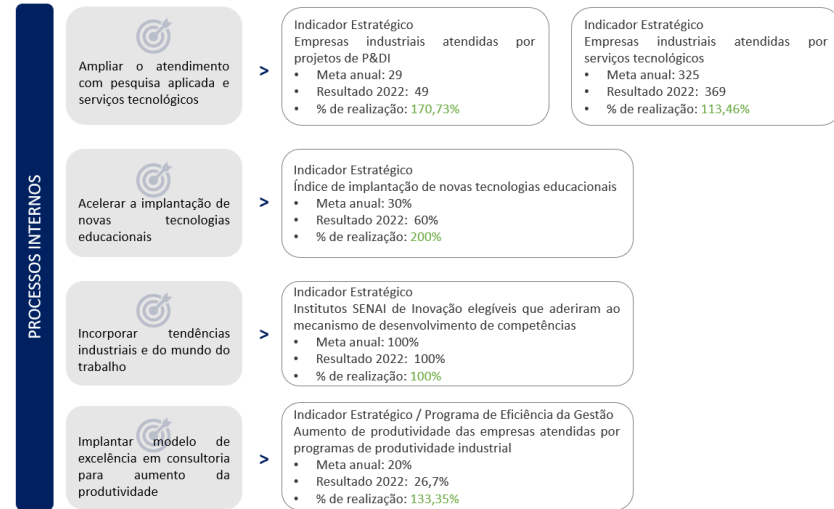 PROCESSOS INTERNOS
Ampliar o atendimento
com pesquisa aplicada e
serviços tecnológicos
>
Indicador Estratégico
Empresas industriais atendidas por
projetos de P&DI
• Meta anual: 29
• Resultado 2022: 49
• % de realização: 170,73%
Indicador Estratégico
Empresas industriais atendidas por
serviços tecnológicos
• Meta anual: 325
• Resultado 2022: 369
• % de realização: 113,46%
Acelerar a implantação de
novas tecnologias
educacionais
>
Indicador Estratégico
Índice de implantação de novas tecnologias educacionais
• Meta anual: 30%
• Resultado 2022: 60%
• % de realização: 200%
Incorporar tendências
industriais e do mundo do
trabalho
>
Indicador Estratégico
Institutos SENAI de Inovação elegíveis que aderiram ao
mecanismo de desenvolvimento de competências
• Meta anual: 100%
• Resultado 2022: 100%
• % de realização: 100%
Implantar modelo de
excelência em consultoria
para aumento da
produtividade
>
Indicador Estratégico / Programa de Eficiência da Gestão
Aumento de produtividade das empresas atendidas por
programas de produtividade industrial
• Meta anual: 20%
• Resultado 2022: 26,7%
• % de realização: 133,35%